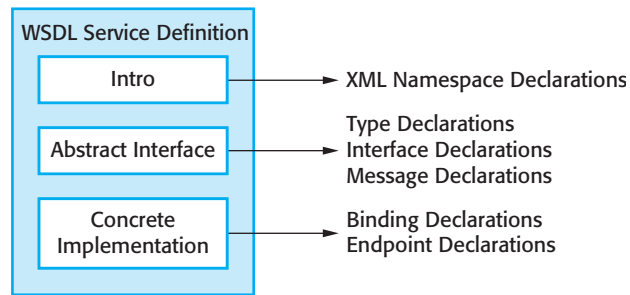 WSDL Service Definition
Intro
XML Namespace Declarations
Abstract Interface
Type Declarations
Interface Declarations
Message Declarations
Concrete
Implementation
Binding Declarations
Endpoint Declarations